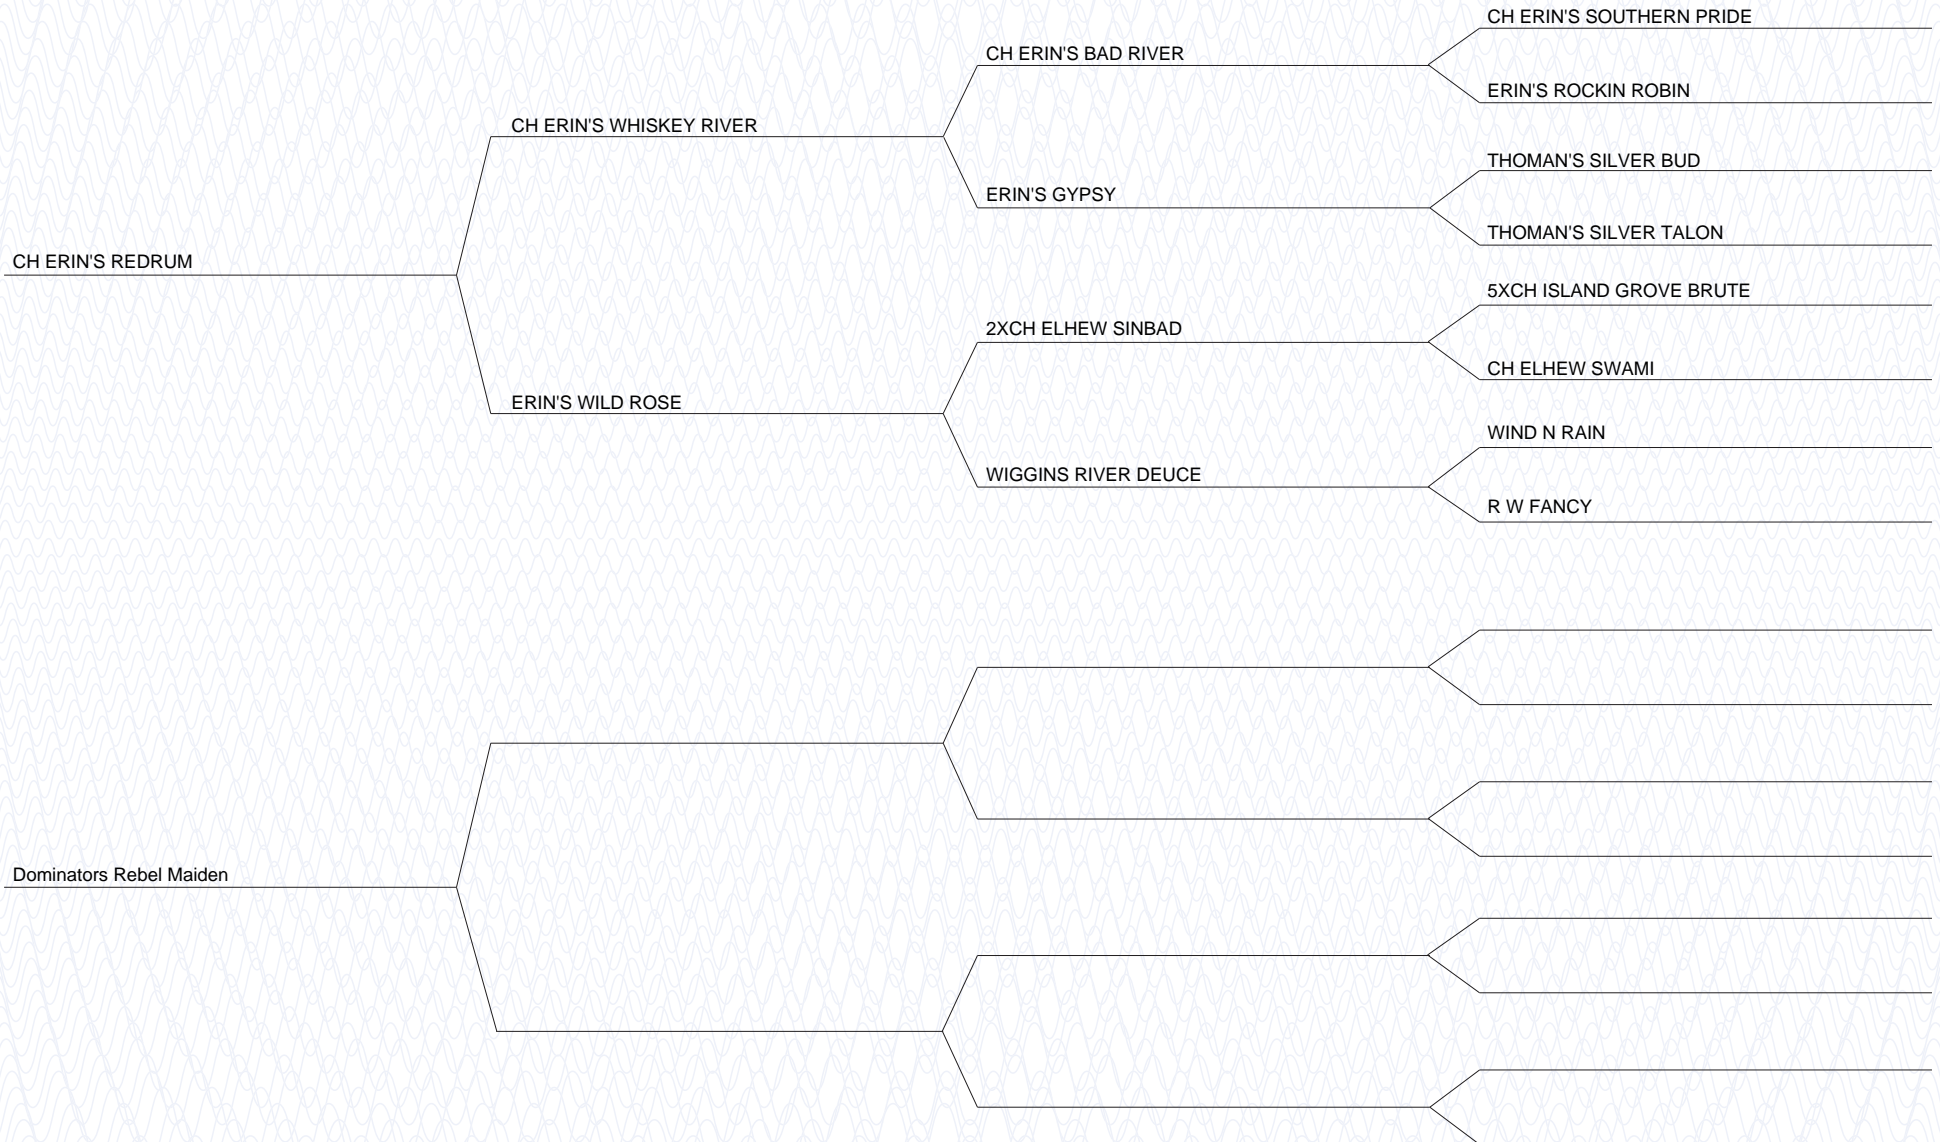 CH ERIN'S SOUTHERN PRIDE
CH ERIN'S BAD RIVER
ERIN'S ROCKIN ROBIN
CH ERIN'S WHISKEY RIVER
THOMAN'S SILVER BUD
ERIN'S GYPSY
THOMAN'S SILVER TALON
CH ERIN'S REDRUM
5XCH ISLAND GROVE BRUTE
2XCH ELHEW SINBAD
CH ELHEW SWAMI
ERIN'S WILD ROSE
WIND N RAIN
WIGGINS RIVER DEUCE
R W FANCY
Dominators Rebel Maiden